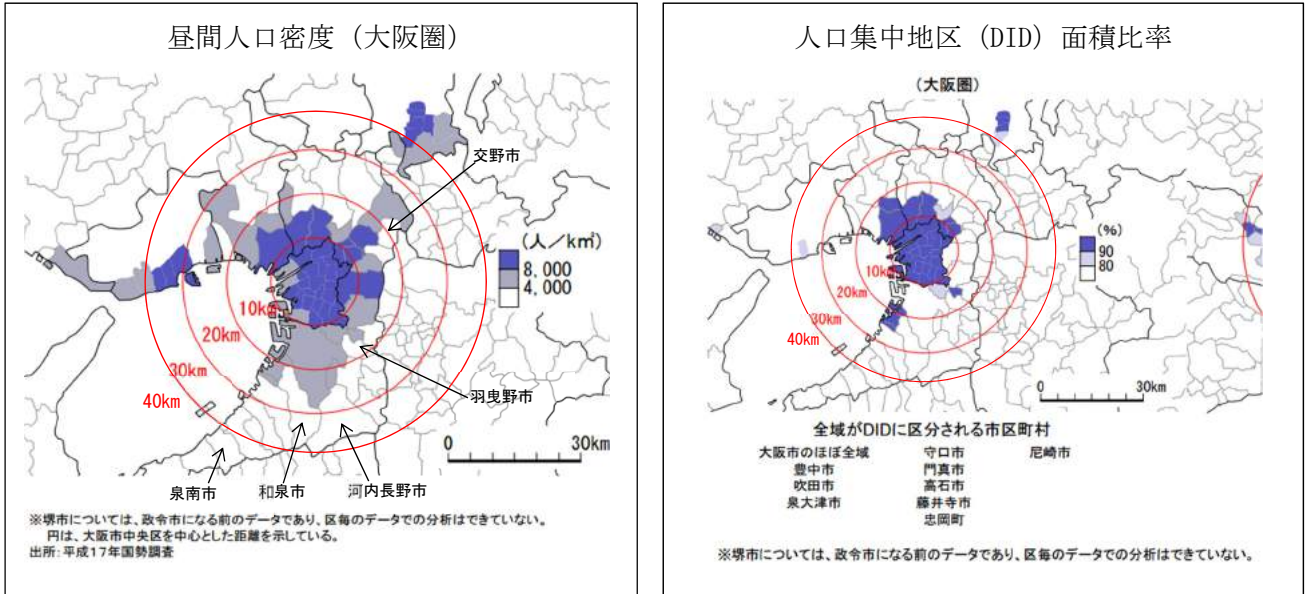 昼間人口密度 (大阪圏)
交野市
(人/k㎡)
8,000
4,000
10km
20km
30km
40km
羽曳野市
0 30km
泉南市 和泉市 河内長野市
※堺市については、政令市になる前のデータであり、区毎のデータでの分析はできていない。
円は、大阪市中央区を中心とした距離を示している。
出所:平成17年国勢調査
人口集中地区 (DID) 面積比率
(大阪圏)
(%)
90
80
10km
20km
30km
40km
0 30km
全域がDIDに区分される市区町村
大阪市のほぼ全域 守口市 尼崎市
豊中市 門真市
吹田市 高石市
泉大津市 藤井寺市
忠岡町
※堺市については、政令市になる前のデータであり、区毎のデータでの分析はできていない。